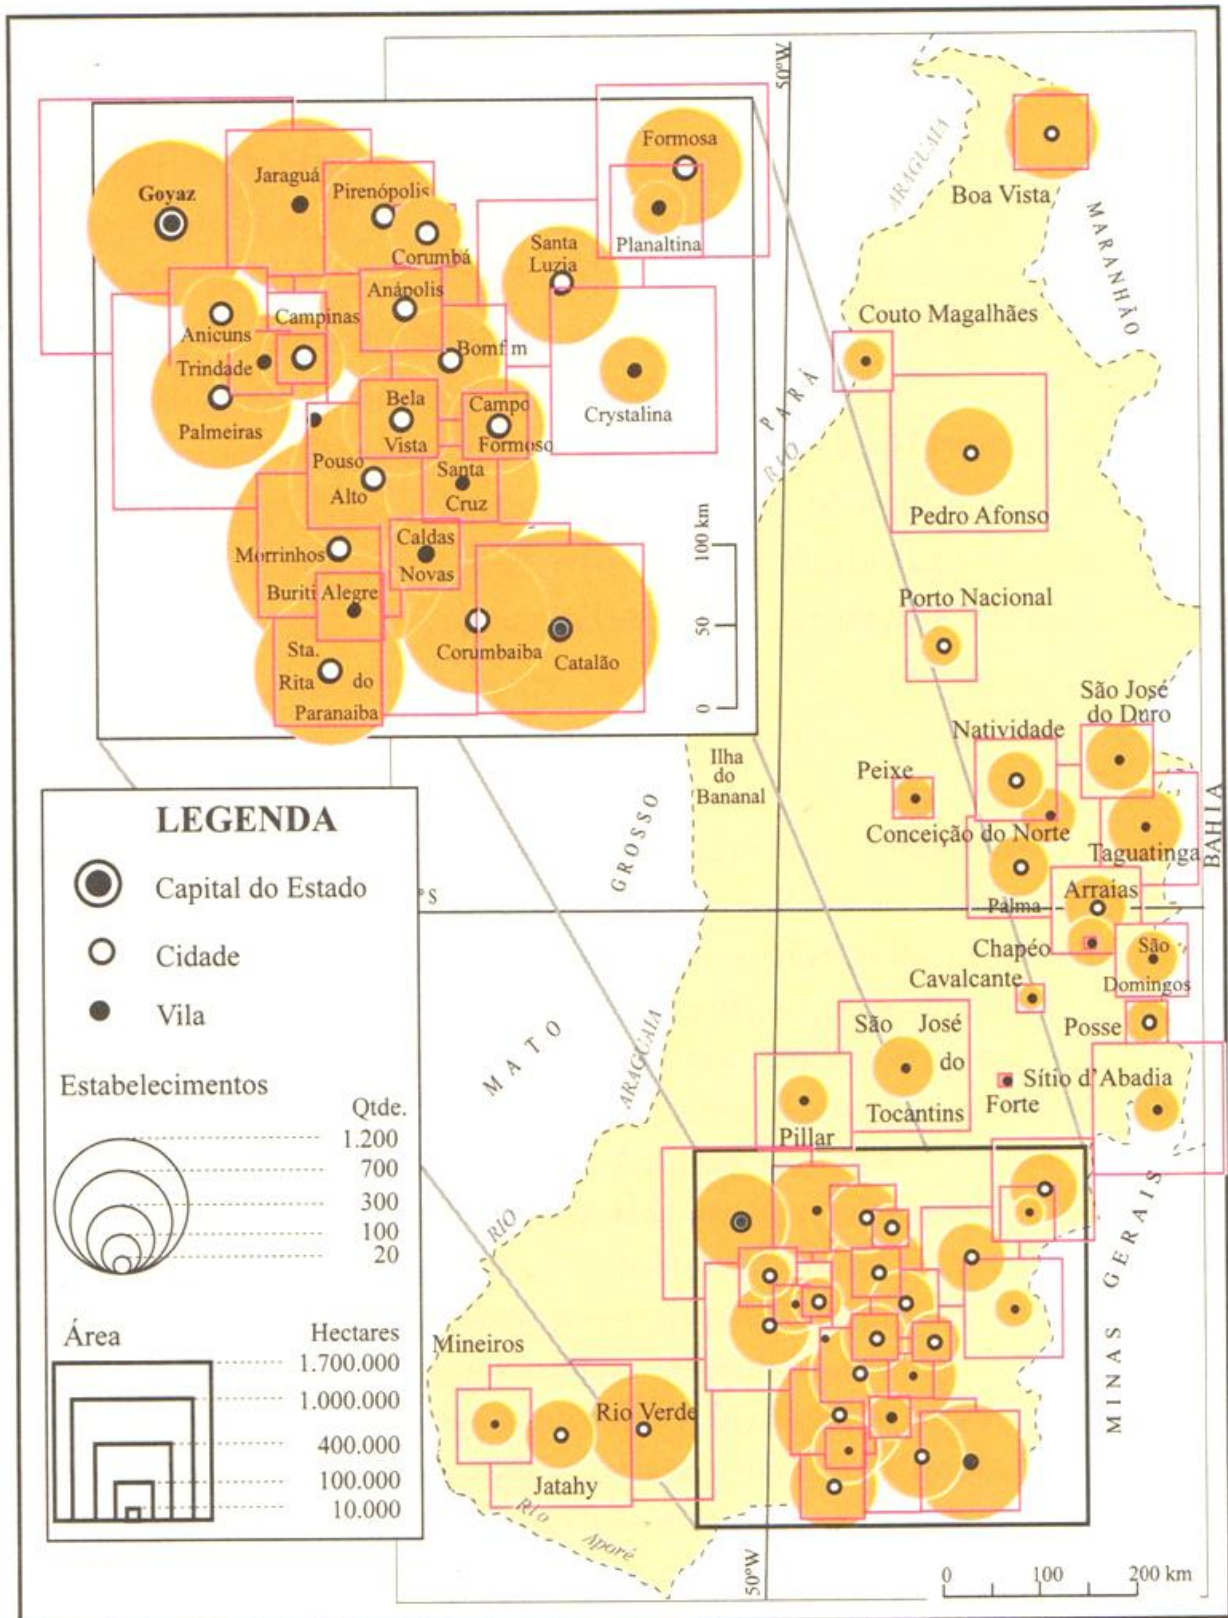 50°W
ARAGUAIA
Boa Vista
MARANHÃO
Couto Magalhães
PARÁ
RIO
Pedro Afonso
Porto Nacional
São José
do Duro
Natividade
Ilha
do
Bananal
Peixe
Conceição do Norte
Taguatinga
BAHIA
GROSSO
Palma
Arraias
° S
Chapéo
São
Domingos
Cavalcante
Posse
MATO
ARAGUAIA
São José
do
Tocantins
Sítio d'Abadia
Forte
Pillar
RIO
MINAS GERAIS
Mineiros
Rio Verde
Jatahy
Rio Aporé
50°W
0 100 200 km
Goyaz
Jaraguá
Pirenópolis
Corumbá
Formosa
Planaltina
Santa
Luzia
Anápolis
Anicuns
Campinas
Trindade
Bomfim
Crystalina
Palmeiras
Bela
Vista
Campo
Formoso
Pouso
Alto
Santa
Cruz
Morrinhos
Caldas
Novas
Buriti Alegre
Corumbaiba
Catalão
Sta.
Rita do
Paranaiba
100 km
50
0
LEGENDA
Capital do Estado
Cidade
Vila
Estabelecimentos
Qtde.
1.200
700
300
100
20
Área
Hectares
1.700.000
1.000.000
400.000
100.000
10.000